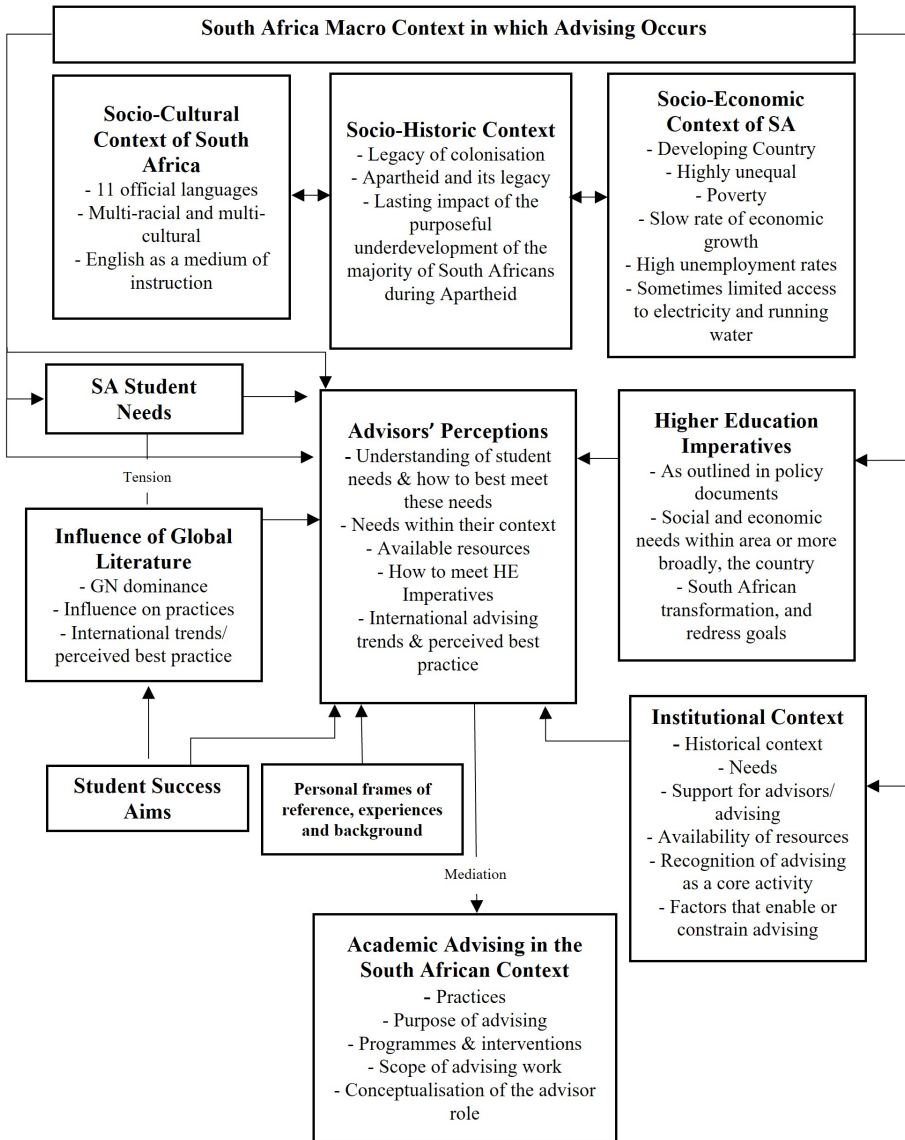 South Africa Macro Context in which Advising Occurs
Socio-Cultural
Context of South
Africa
- 11 official languages
- Multi-racial and multi-
cultural
- English as a medium of
instruction
Socio-Historic Context
- Legacy of colonisation
- Apartheid and its legacy
- Lasting impact of the
purposeful
underdevelopment of the
majority of South Africans
during Apartheid
Socio-Economic
Context of SA
- Developing Country
- Highly unequal
- Poverty
- Slow rate of economic
growth
- High unemployment rates
- Sometimes limited access
to electricity and running
water
SA Student
Needs
Tension
Influence of Global
Literature
- GN dominance
- Influence on practices
- International trends/
perceived best practice
Advisors’ Perceptions
- Understanding of student
needs & how to best meet
these needs
- Needs within their context
- Available resources
- How to meet HE
Imperatives
- International advising
trends & perceived best
practice
Higher Education
Imperatives
- As outlined in policy
documents
- Social and economic
needs within area or more
broadly, the country
- South African
transformation, and
redress goals
Student Success
Aims
Personal frames of
reference, experiences
and background
Institutional Context
- Historical context
- Needs
- Support for advisors/
advising
- Availability of resources
- Recognition of advising
as a core activity
- Factors that enable or
constrain advising
Mediation
Academic Advising in the
South African Context
- Practices
- Purpose of advising
- Programmes & interventions
- Scope of advising work
- Conceptualisation of the advisor
role